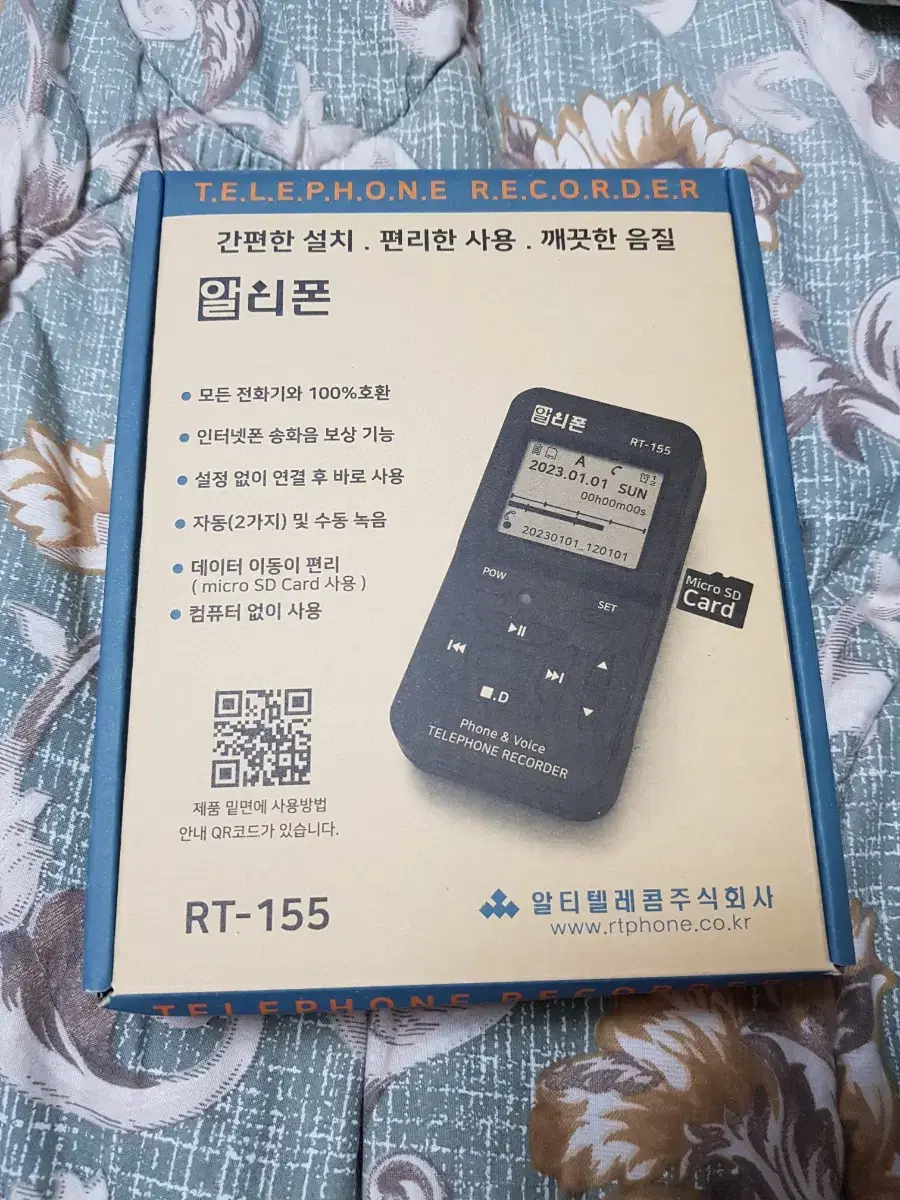 T.E.L.E.P.H.O.N.E R.E.C.O.R.D.E.R
간편한 설치 . 편리한 사용 . 깨끗한 음질
알티폰
• 모든 전화기와 100%호환
• 인터넷폰 송화음 보상 기능
• 설정 없이 연결 후 바로 사용
• 자동(2가지) 및 수동 녹음
• 데이터 이동이 편리
( micro SD Card 사용 )
• 컴퓨터 없이 사용
알티폰
RT-155
A
2023.01.01 SUN
00h00m00s
20230101_120101
POW
SET
■.D
Phone & Voice
TELEPHONE RECORDER
Micro SD
Card
제품 밑면에 사용방법
안내 QR코드가 있습니다.
RT-155
알티텔레콤주식회사
www.rtphone.co.kr
T.E.L.E.P.H.O.N.E R.E.C.O.R.D.E.R